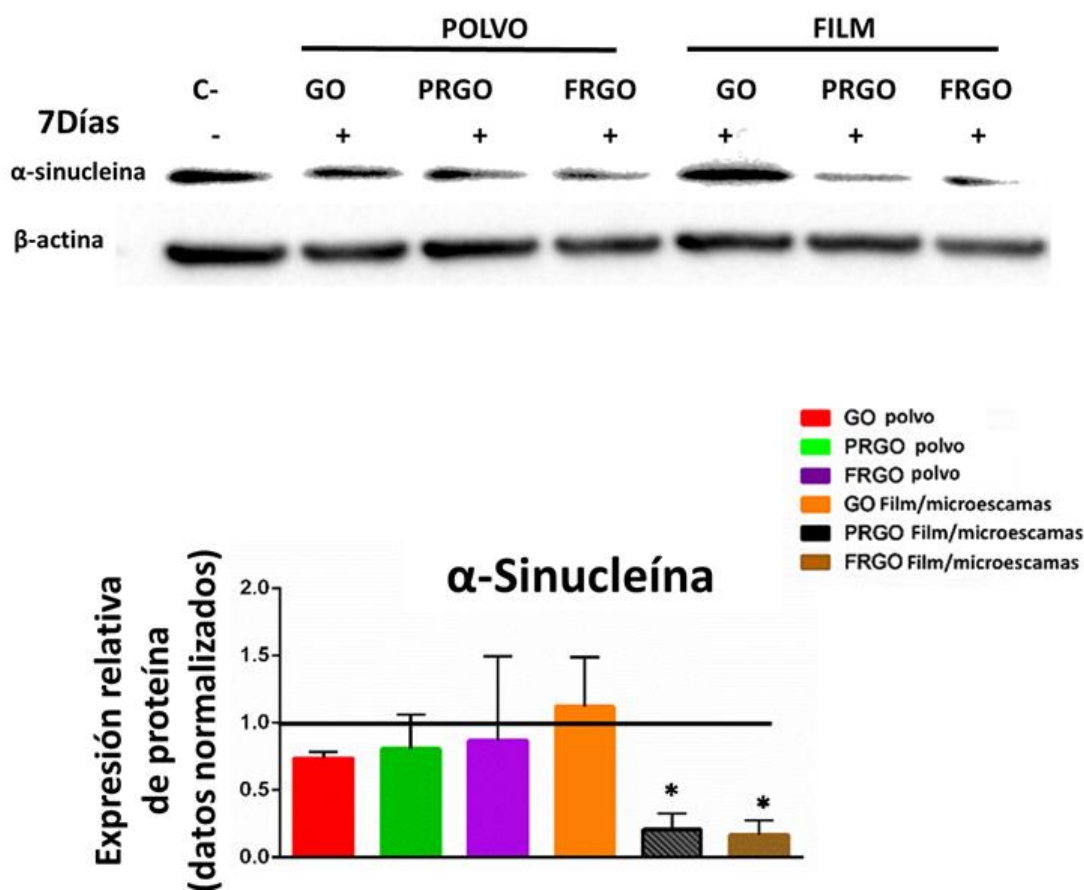 POLVO FILM
C- GO PRGO FRGO GO PRGO FRGO
7Días
- + + + + + +
α-sinucleina
β-actina
GO polvo
PRGO polvo
FRGO polvo
GO Film/microescamas
PRGO Film/microescamas
FRGO Film/microescamas
α-Sinucleína
Expresión relativa
de proteína
(datos normalizados)
2.0
1.5
1.0
0.5
0.0
* *